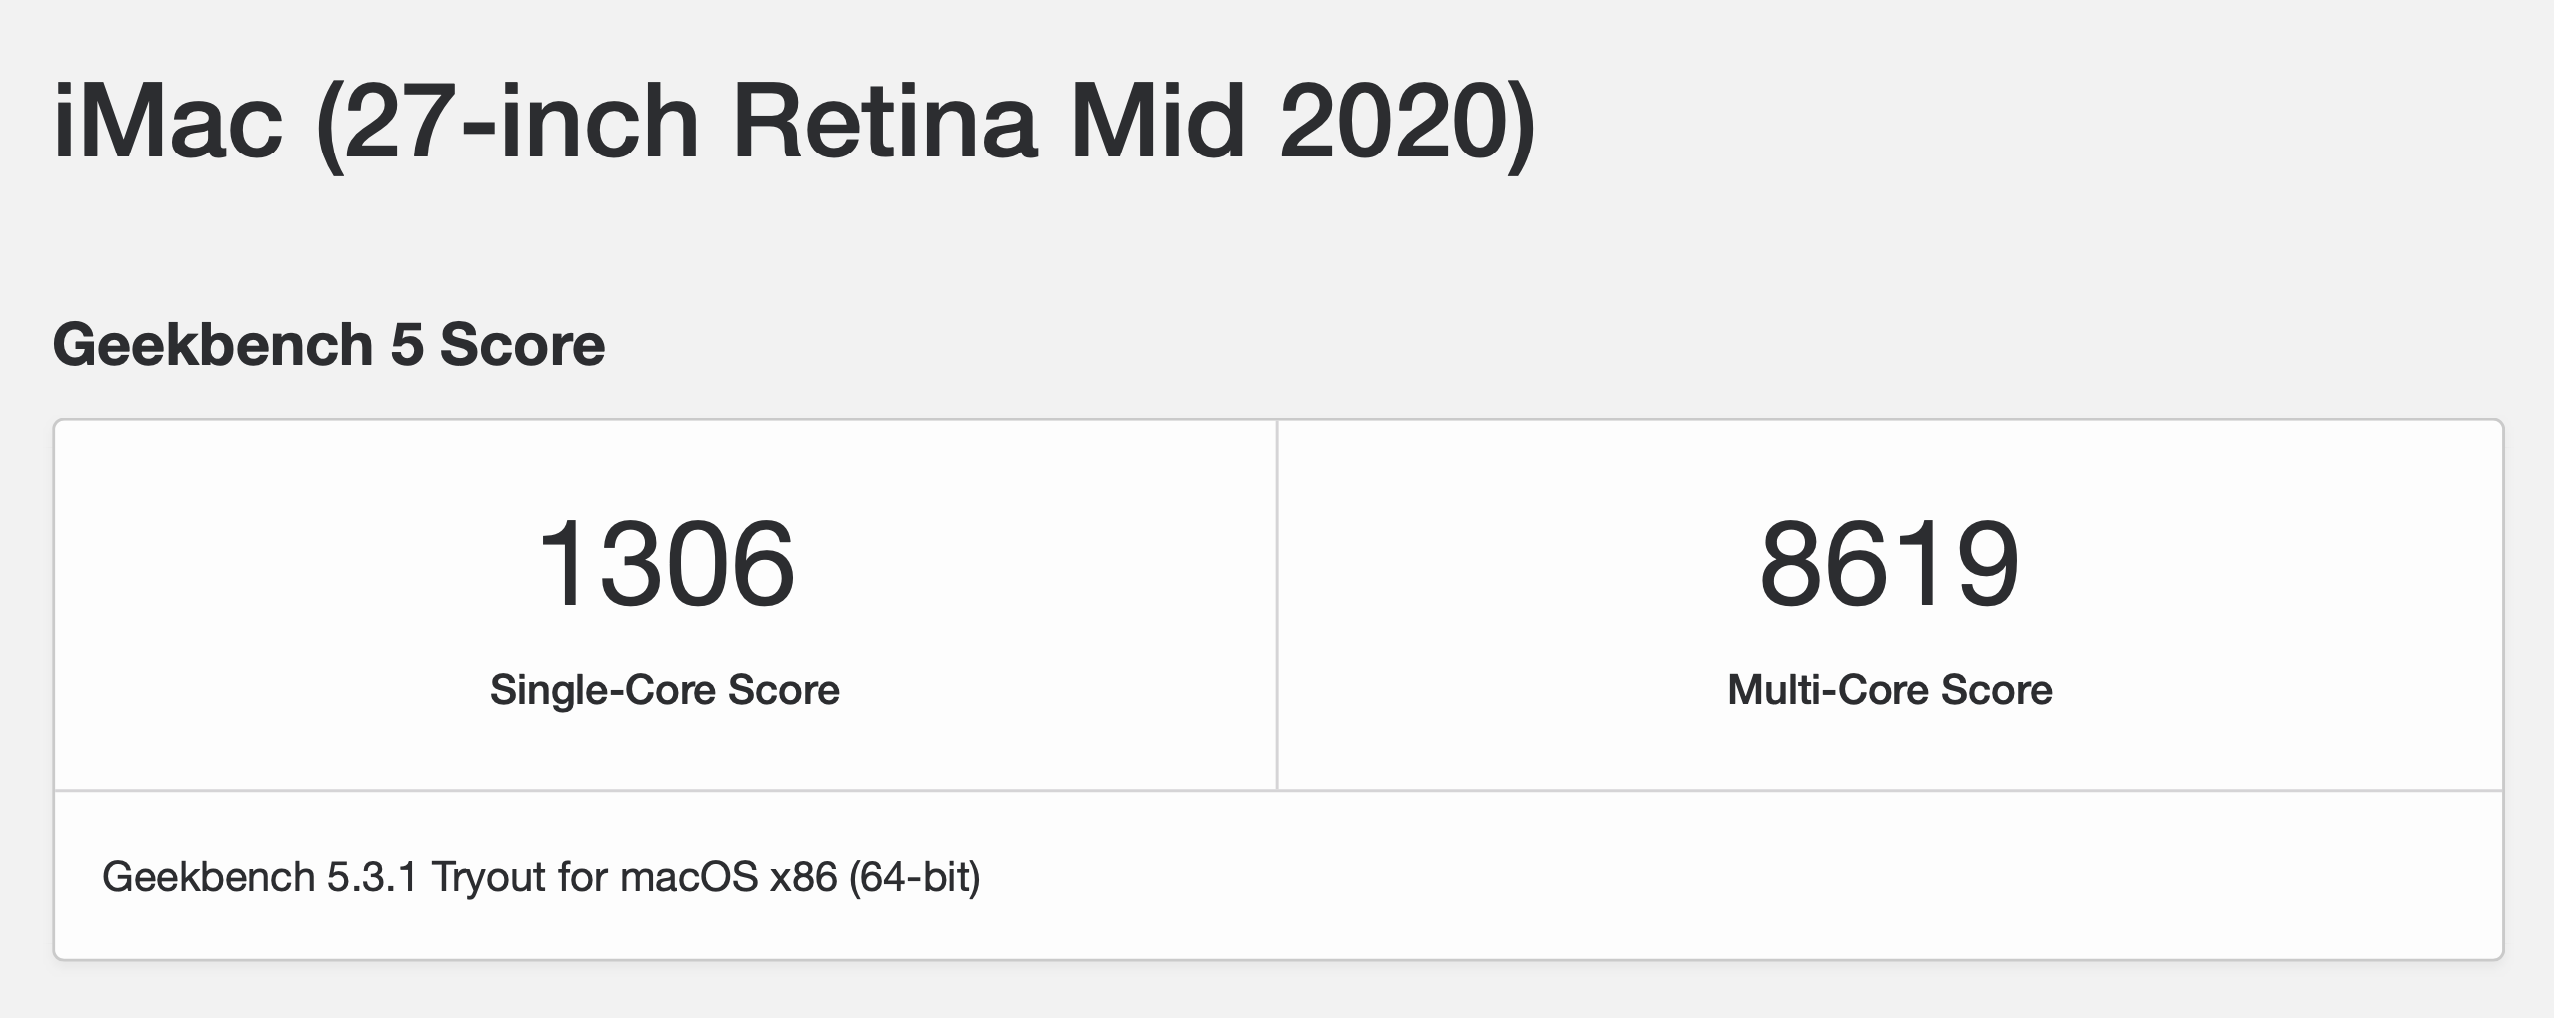 iMac (27-inch Retina Mid 2020)
Geekbench 5 Score
1306
Single-Core Score
8619
Multi-Core Score
Geekbench 5.3.1 Tryout for macOS x86 (64-bit)